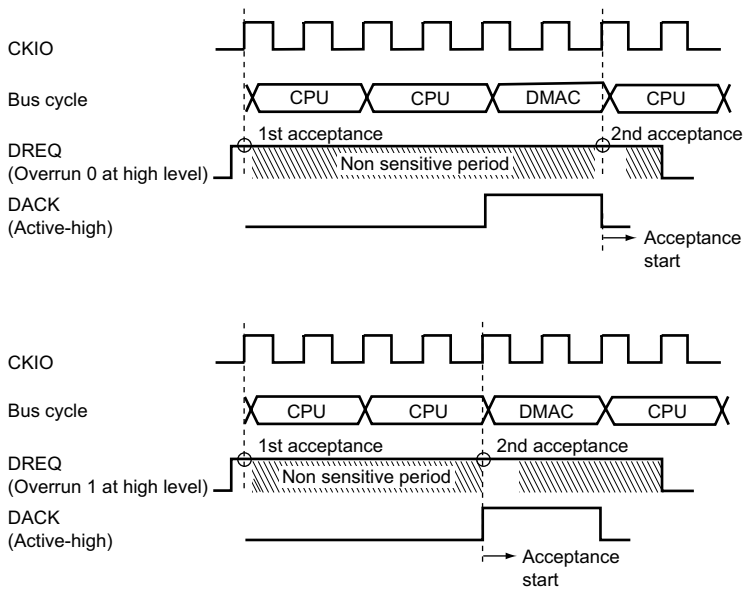 CKIO
Bus cycle
CPU CPU DMAC CPU
1st acceptance 2nd acceptance
DREQ
(Overrun 0 at high level)
Non sensitive period
DACK
(Active-high)
Acceptance
start
CKIO
Bus cycle
CPU CPU DMAC CPU
1st acceptance 2nd acceptance
DREQ
(Overrun 1 at high level)
Non sensitive period
DACK
(Active-high)
Acceptance
start